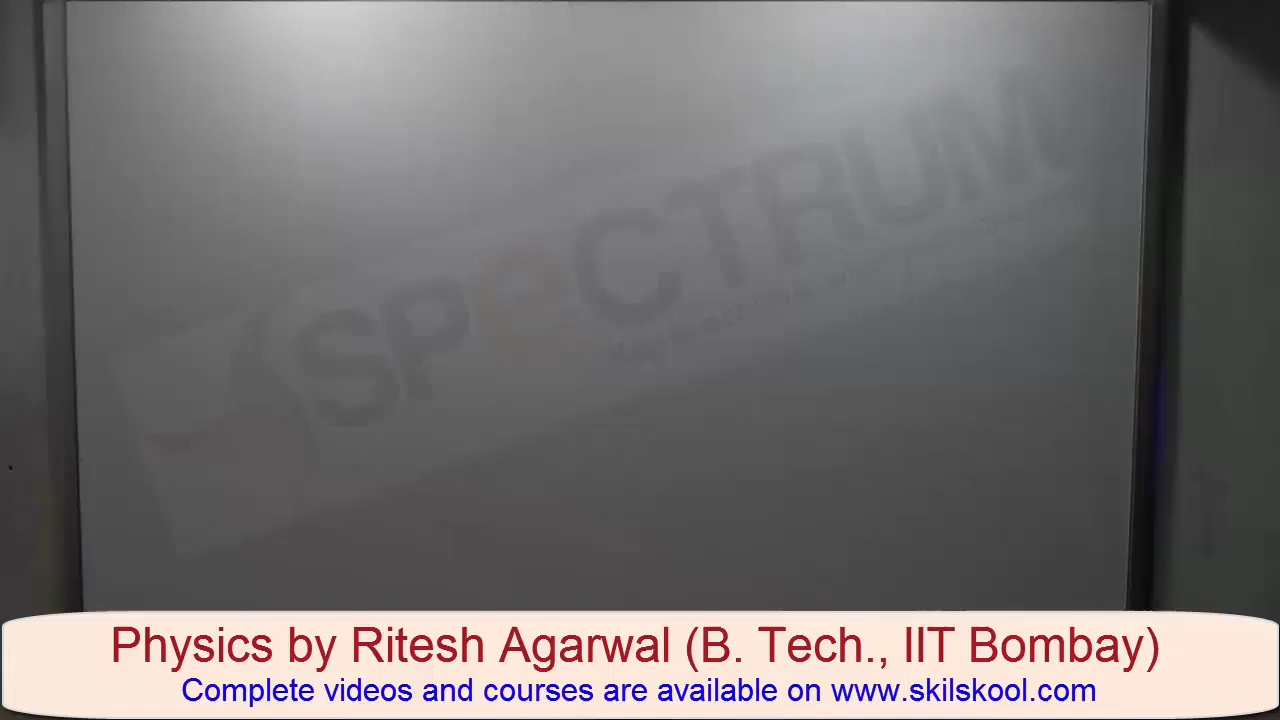 SPeCTRUM
Physics by Ritesh Agarwal (B. Tech., IIT Bombay)
Complete videos and courses are available on www.skilskool.com